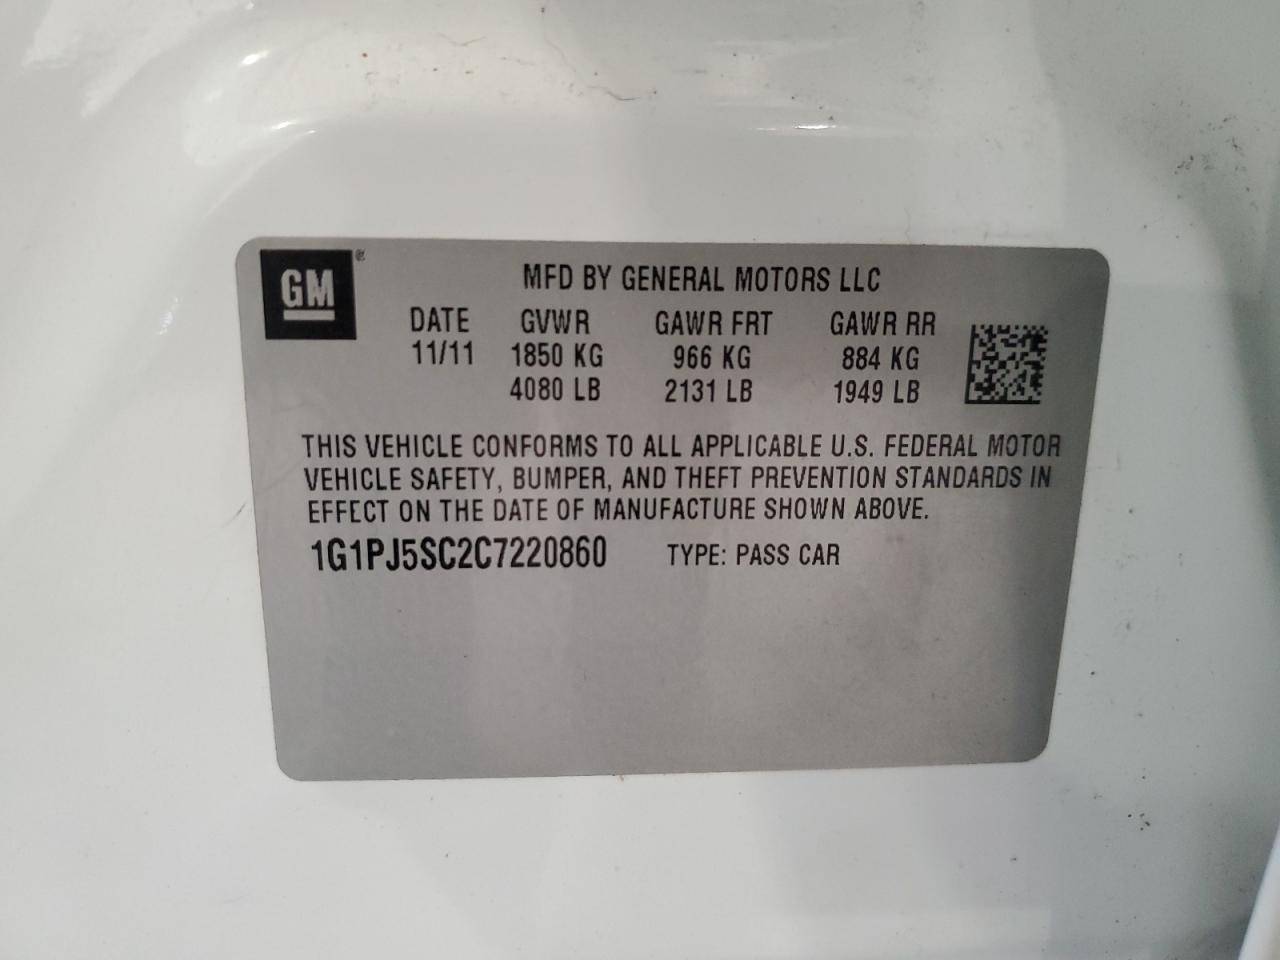 GM
MFD BY GENERAL MOTORS LLC
DATE GVWR GAWR FRT GAWR RR
11/11 1850 KG 966 KG 884 KG
4080 LB 2131 LB 1949 LB
THIS VEHICLE CONFORMS TO ALL APPLICABLE U.S. FEDERAL MOTOR
VEHICLE SAFETY, BUMPER, AND THEFT PREVENTION STANDARDS IN
EFFECT ON THE DATE OF MANUFACTURE SHOWN ABOVE.
1G1PJ5SC2C7220860 TYPE: PASS CAR